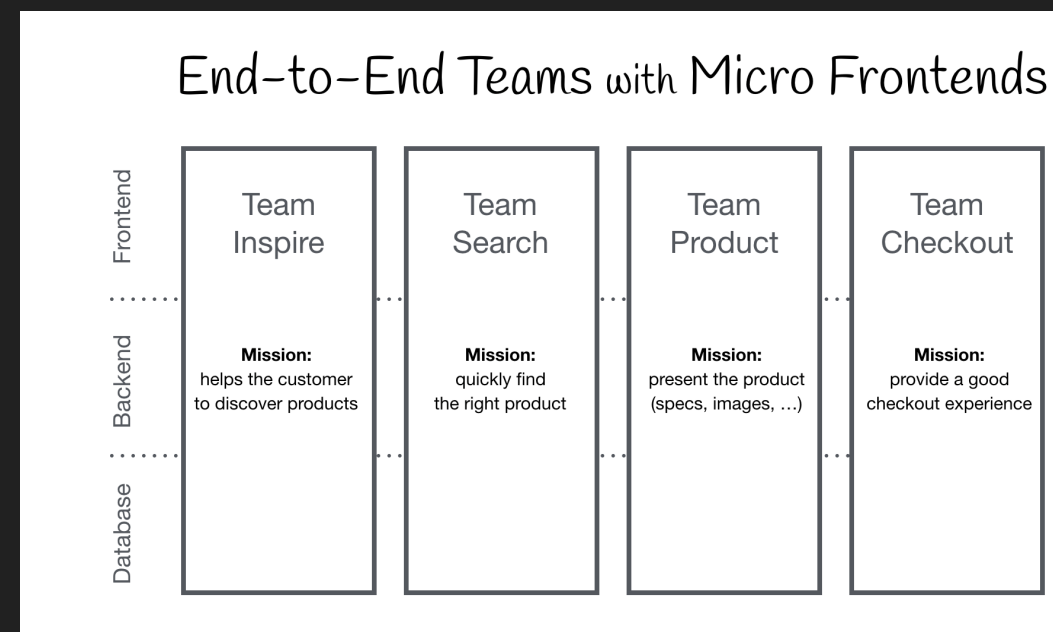 End-to-End Teams with Micro Frontends
Frontend
Backend
Database
Team
Inspire
Mission:
helps the customer
to discover products
Team
Search
Mission:
quickly find
the right product
Team
Product
Mission:
present the product
(specs, images, …)
Team
Checkout
Mission:
provide a good
checkout experience